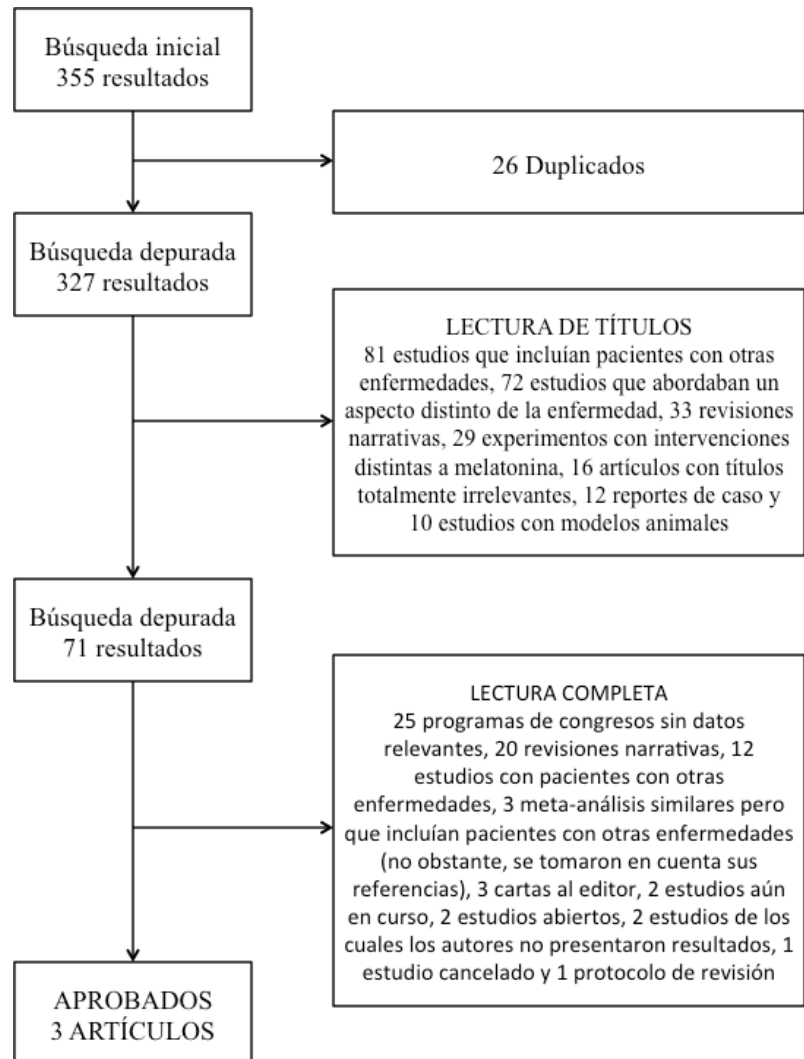 Búsqueda inicial
355 resultados
26 Duplicados
Búsqueda depurada
327 resultados
LECTURA DE TÍTULOS
81 estudios que incluían pacientes con otras
enfermedades, 72 estudios que abordaban un
aspecto distinto de la enfermedad, 33 revisiones
narrativas, 29 experimentos con intervenciones
distintas a melatonina, 16 artículos con títulos
totalmente irrelevantes, 12 reportes de caso y
10 estudios con modelos animales
Búsqueda depurada
71 resultados
LECTURA COMPLETA
25 programas de congresos sin datos
relevantes, 20 revisiones narrativas, 12
estudios con pacientes con otras
enfermedades, 3 meta-análisis similares pero
que incluían pacientes con otras enfermedades
(no obstante, se tomaron en cuenta sus
referencias), 3 cartas al editor, 2 estudios aún
en curso, 2 estudios abiertos, 2 estudios de los
cuales los autores no presentaron resultados, 1
estudio cancelado y 1 protocolo de revisión
APROBADOS
3 ARTÍCULOS